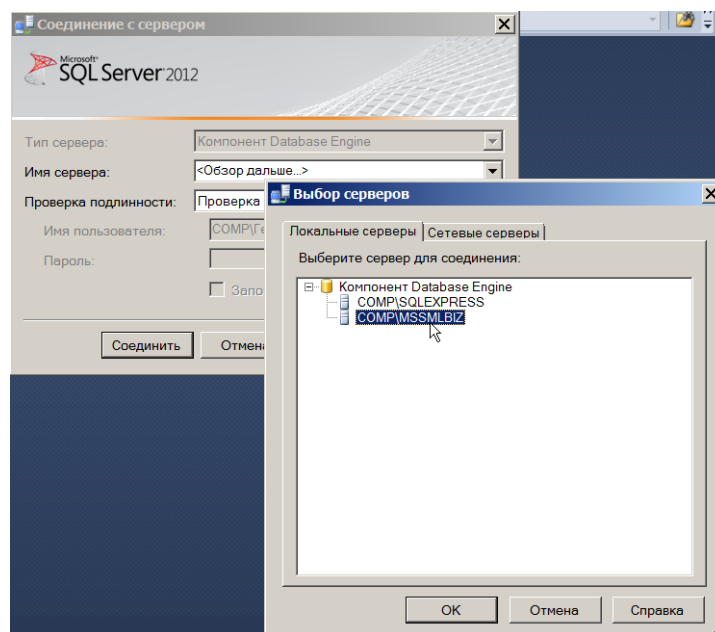 Соединение с сервером
Microsoft®
SQL Server® 2012
Тип сервера: Компонент Database Engine
Имя сервера: <Обзор дальше...>
Проверка подлинности: Проверка
Имя пользователя: COMP\Ге
Пароль:
Запо
Соединить Отмен
Выбор серверов
Локальные серверы Сетевые серверы
Выберите сервер для соединения:
Компонент Database Engine
COMP\SQLEXPRESS
COMP\MSSMLBIZ
OK Отмена Справка